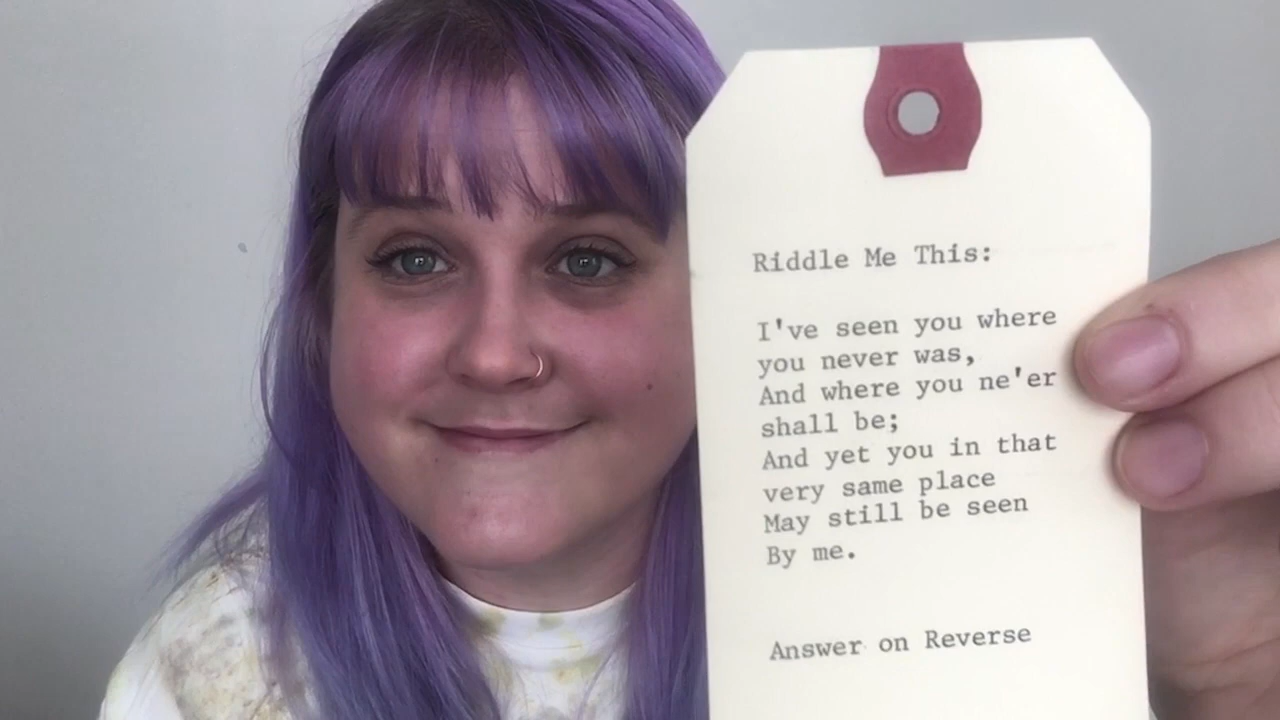 Riddle Me This:
I've seen you where
you never was,
And where you ne'er
shall be;
And yet you in that
very same place
May still be seen
By me.
Answer on Reverse